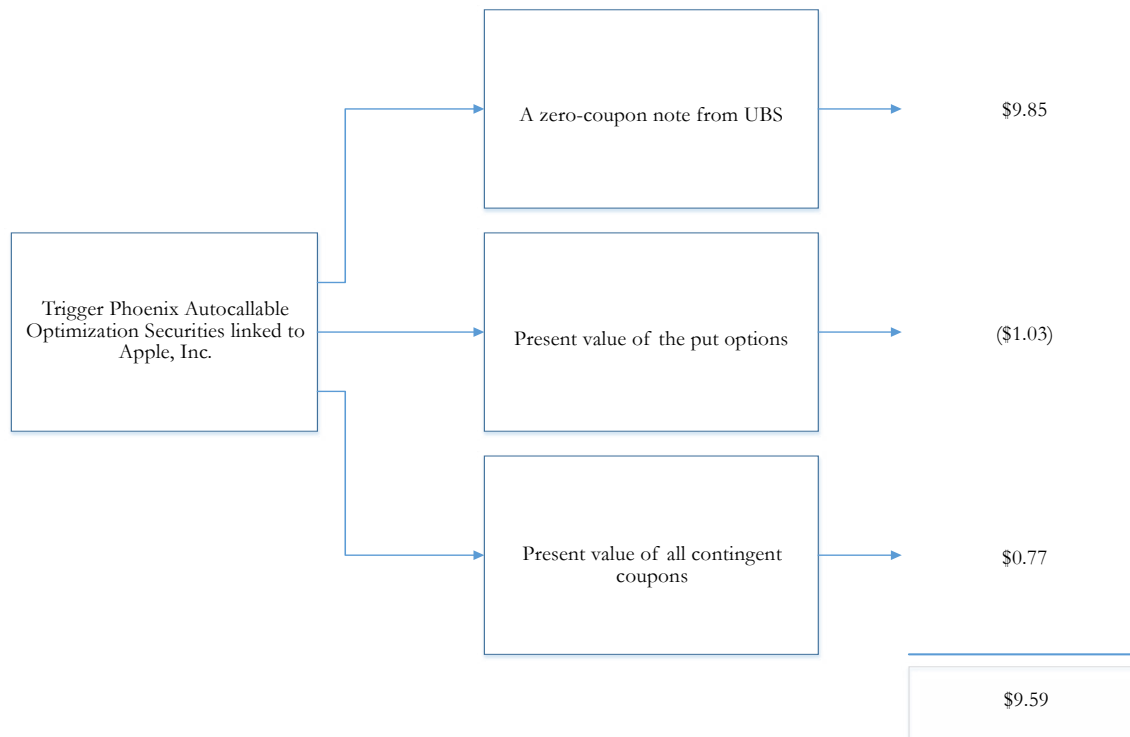 A zero-coupon note from UBS
$9.85
Trigger Phoenix Autocallable
Optimization Securities linked to
Apple, Inc.
Present value of the put options
($1.03)
Present value of all contingent
coupons
$0.77
$9.59